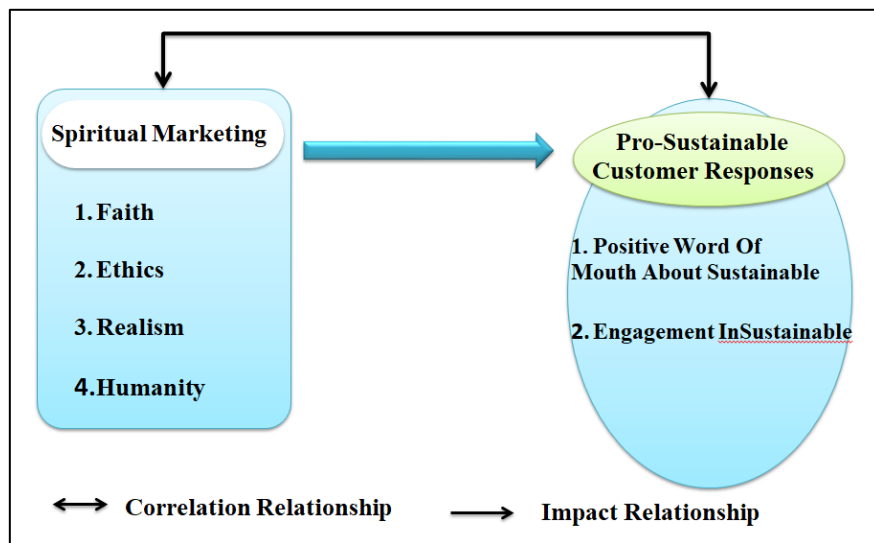 Spiritual Marketing
1. Faith
2. Ethics
3. Realism
4. Humanity
Pro-Sustainable
Customer Responses
1. Positive Word Of
Mouth About Sustainable
2. Engagement InSustainable
Correlation Relationship
Impact Relationship